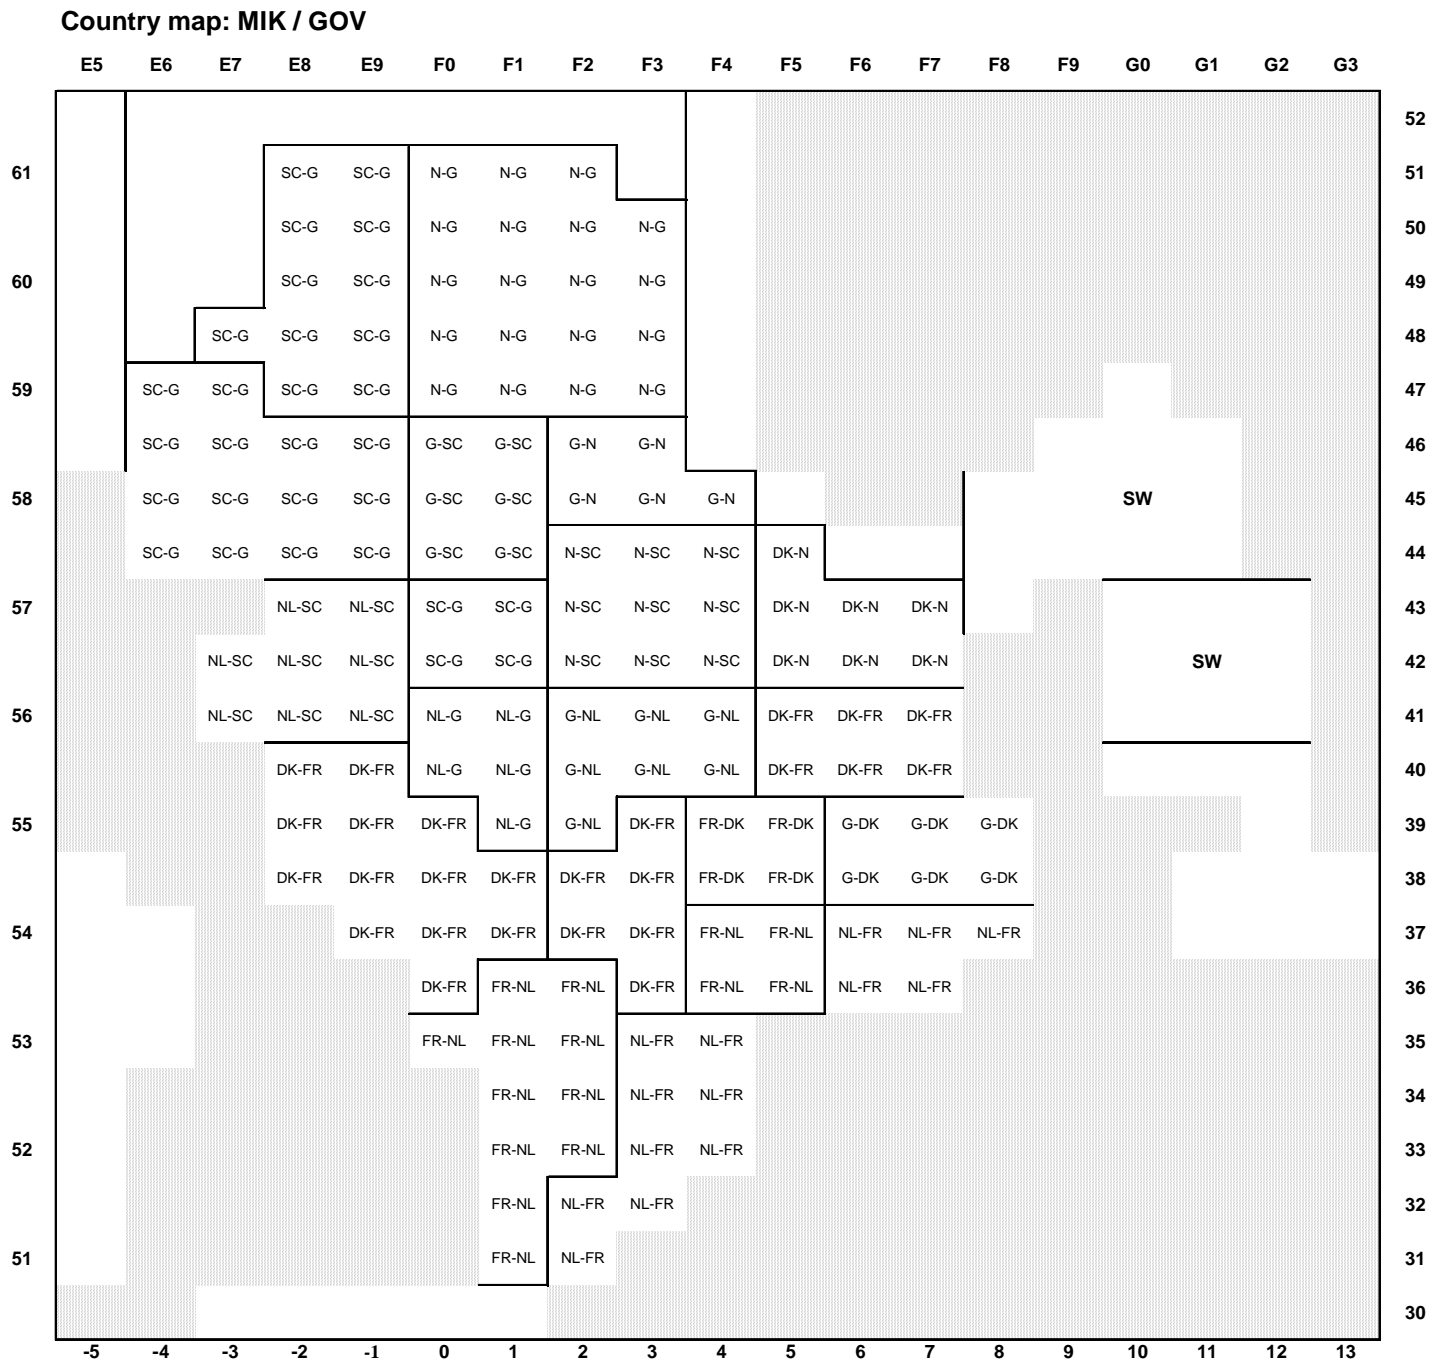 Country map: MIK / GOV
E5 E6 E7 E8 E9 F0 F1 F2 F3 F4 F5 F6 F7 F8 F9 G0 G1 G2 G3
52
61 SC-G SC-G N-G N-G N-G 51
SC-G SC-G N-G N-G N-G N-G 50
60 SC-G SC-G N-G N-G N-G N-G 49
SC-G SC-G SC-G N-G N-G N-G N-G 48
59 SC-G SC-G SC-G SC-G N-G N-G N-G N-G 47
SC-G SC-G SC-G SC-G G-SC G-SC G-N G-N 46
58 SC-G SC-G SC-G SC-G G-SC G-SC G-N G-N G-N SW 45
SC-G SC-G SC-G SC-G G-SC G-SC N-SC N-SC N-SC DK-N 44
57 NL-SC NL-SC SC-G SC-G N-SC N-SC N-SC DK-N DK-N DK-N 43
NL-SC NL-SC NL-SC SC-G SC-G N-SC N-SC N-SC DK-N DK-N DK-N SW 42
56 NL-SC NL-SC NL-SC NL-G NL-G G-NL G-NL G-NL DK-FR DK-FR DK-FR 41
DK-FR DK-FR NL-G NL-G G-NL G-NL G-NL DK-FR DK-FR DK-FR 40
55 DK-FR DK-FR DK-FR NL-G G-NL DK-FR FR-DK FR-DK G-DK G-DK G-DK 39
DK-FR DK-FR DK-FR DK-FR DK-FR DK-FR FR-DK FR-DK G-DK G-DK G-DK 38
54 DK-FR DK-FR DK-FR DK-FR DK-FR FR-NL FR-NL NL-FR NL-FR NL-FR 37
DK-FR FR-NL FR-NL DK-FR FR-NL FR-NL NL-FR NL-FR 36
53 FR-NL FR-NL FR-NL NL-FR NL-FR 35
FR-NL FR-NL NL-FR NL-FR 34
52 FR-NL FR-NL NL-FR NL-FR 33
FR-NL NL-FR NL-FR 32
51 FR-NL NL-FR 31
30
-5 -4 -3 -2 -1 0 1 2 3 4 5 6 7 8 9 10 11 12 13